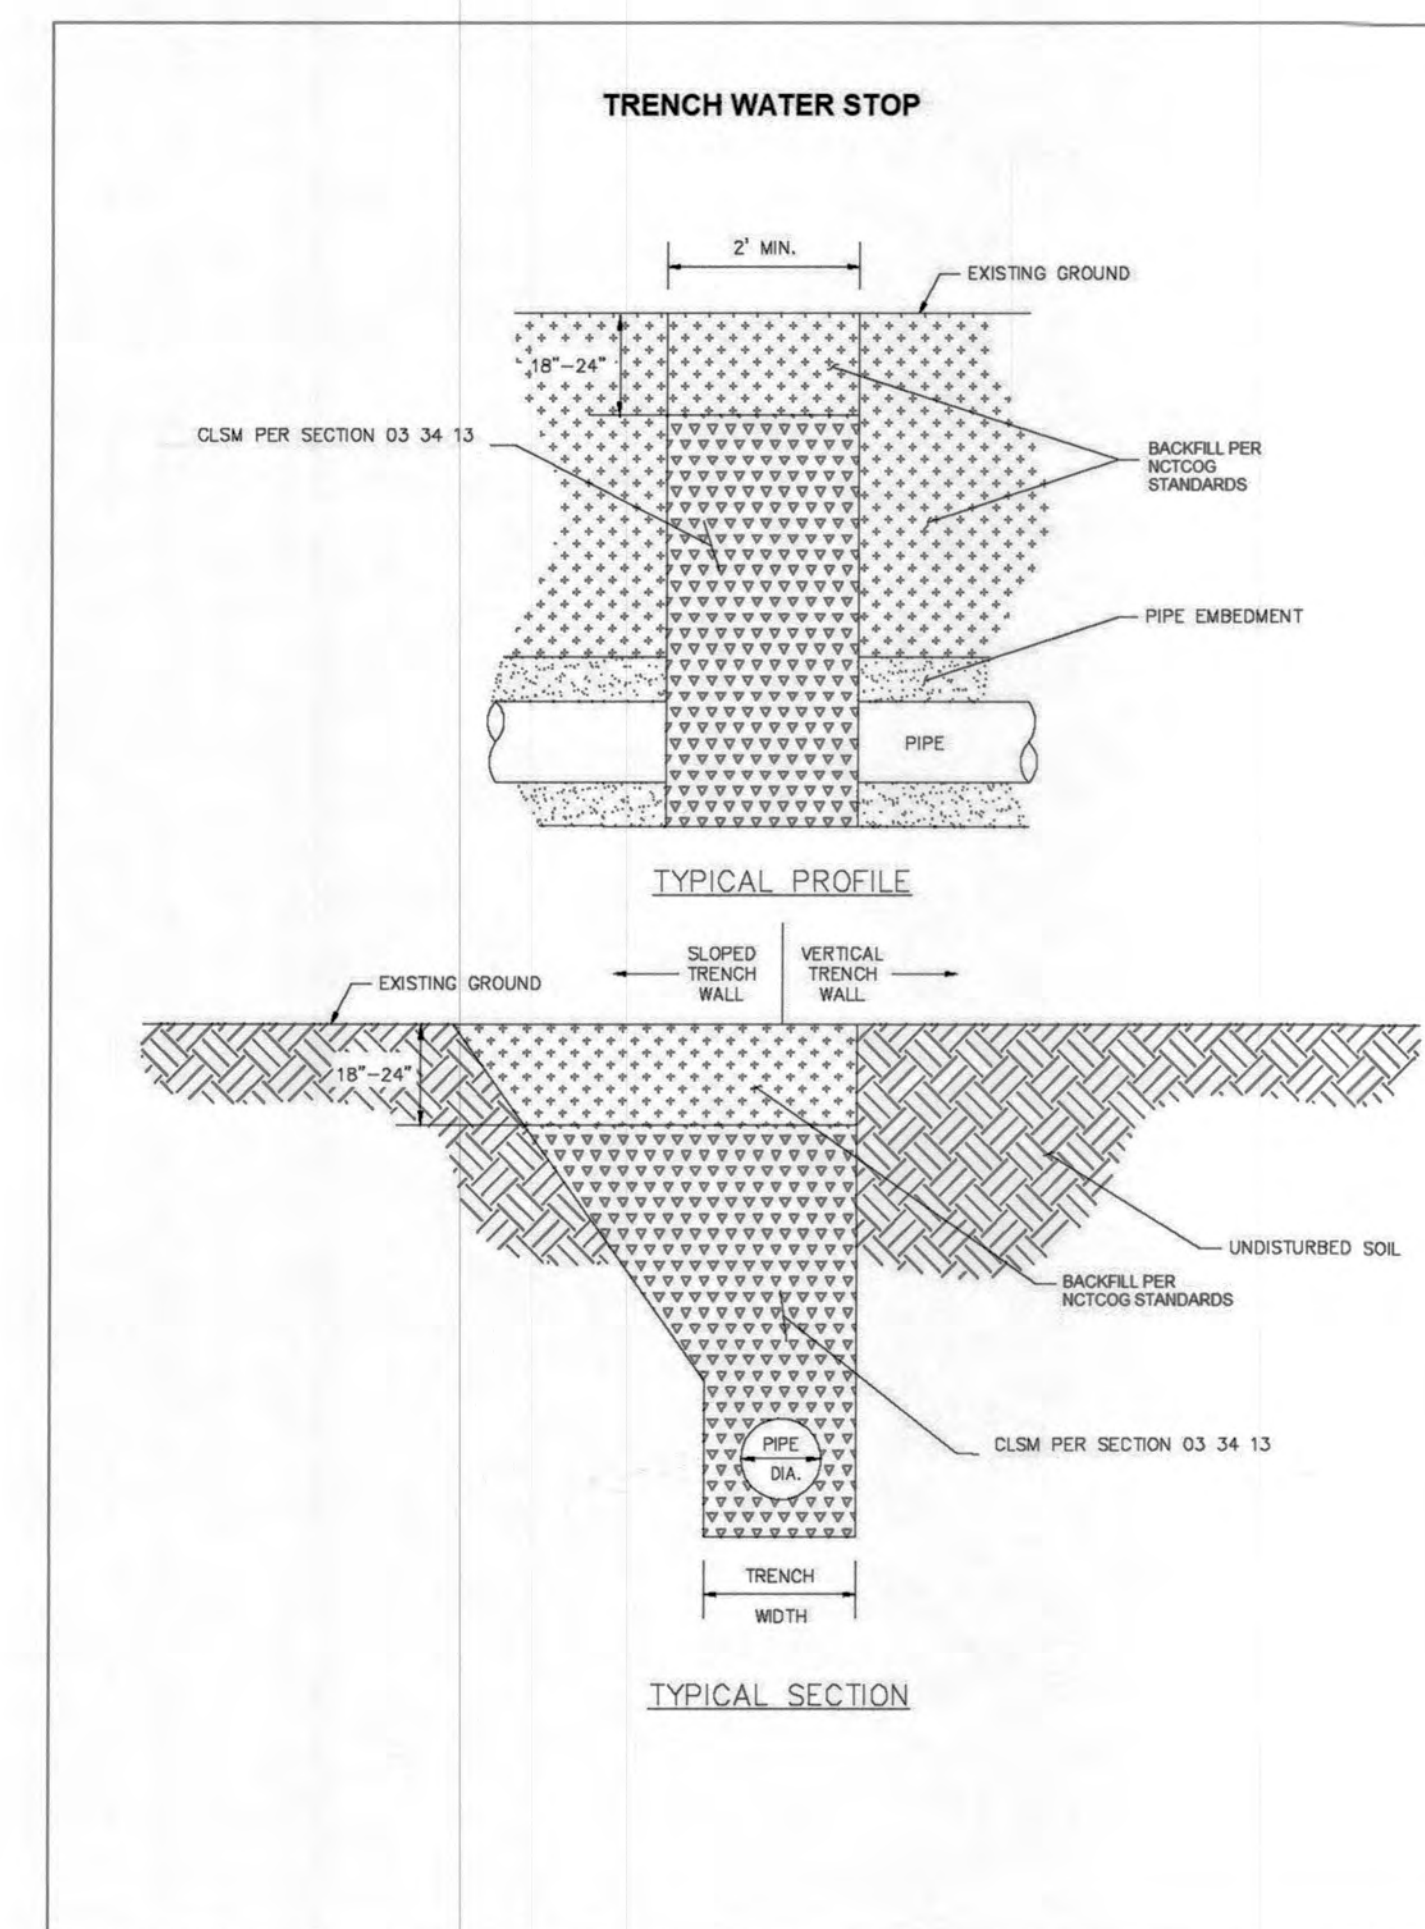 TRENCH WATER STOP
2' MIN.
EXISTING GROUND
18"-24"
CLSM PER SECTION 03 34 13
BACKFILL PER
NCTCOG
STANDARDS
PIPE EMBEDMENT
PIPE
TYPICAL PROFILE
SLOPED
TRENCH
WALL
VERTICAL
TRENCH
WALL
EXISTING GROUND
18"-24"
UNDISTURBED SOIL
BACKFILL PER
NCTCOG STANDARDS
CLSM PER SECTION 03 34 13
PIPE
DIA.
TRENCH
WIDTH
TYPICAL SECTION